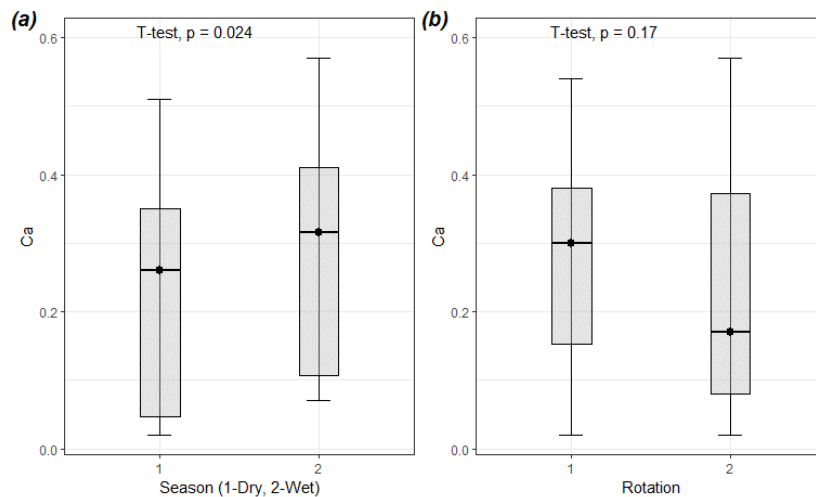 (a)
T-test, p = 0.024
0.6
0.4
0.2
0.0
Ca
1
2
Season (1-Dry, 2-Wet)
(b)
T-test, p = 0.17
0.6
0.4
0.2
0.0
Ca
1
2
Rotation